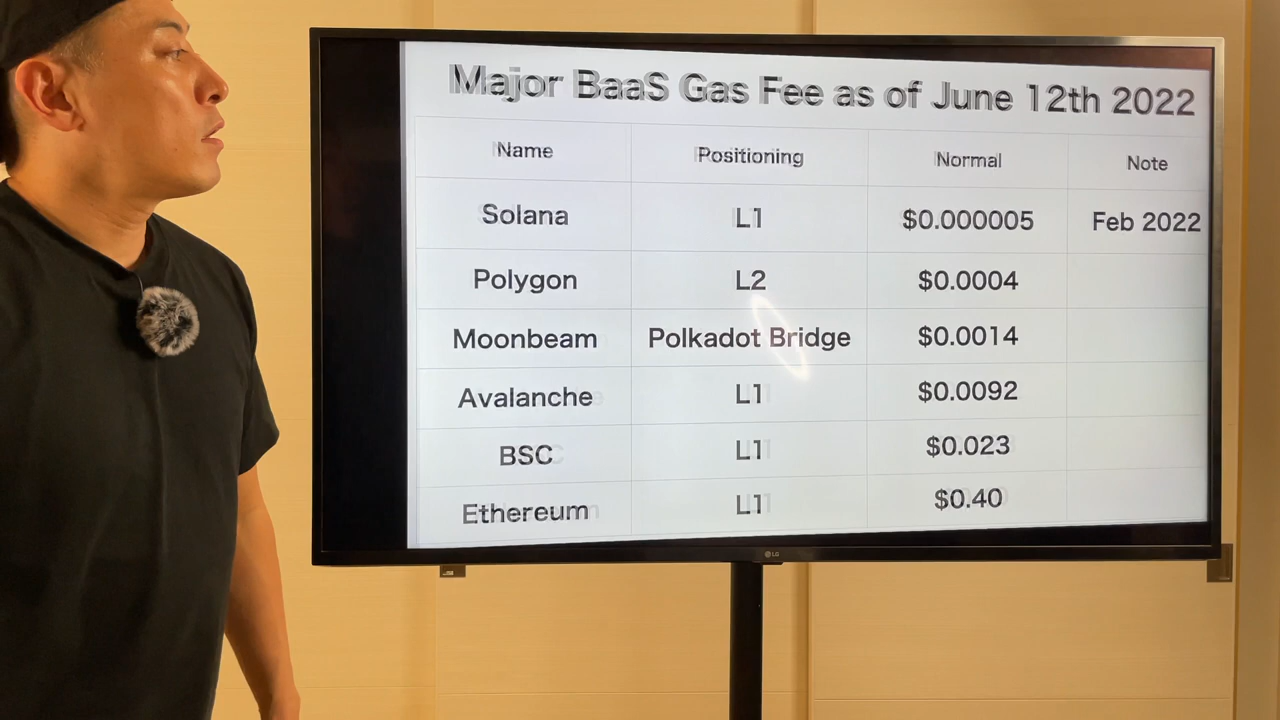 Major BaaS Gas Fee as of June 12th 2022
Name Positioning Normal Note
Solana L1 $0.000005 Feb 2022
Polygon L2 $0.0004
Moonbeam Polkadot Bridge $0.0014
Avalanche L1 $0.0092
BSC L1 $0.023
Ethereum L1 $0.40
LG